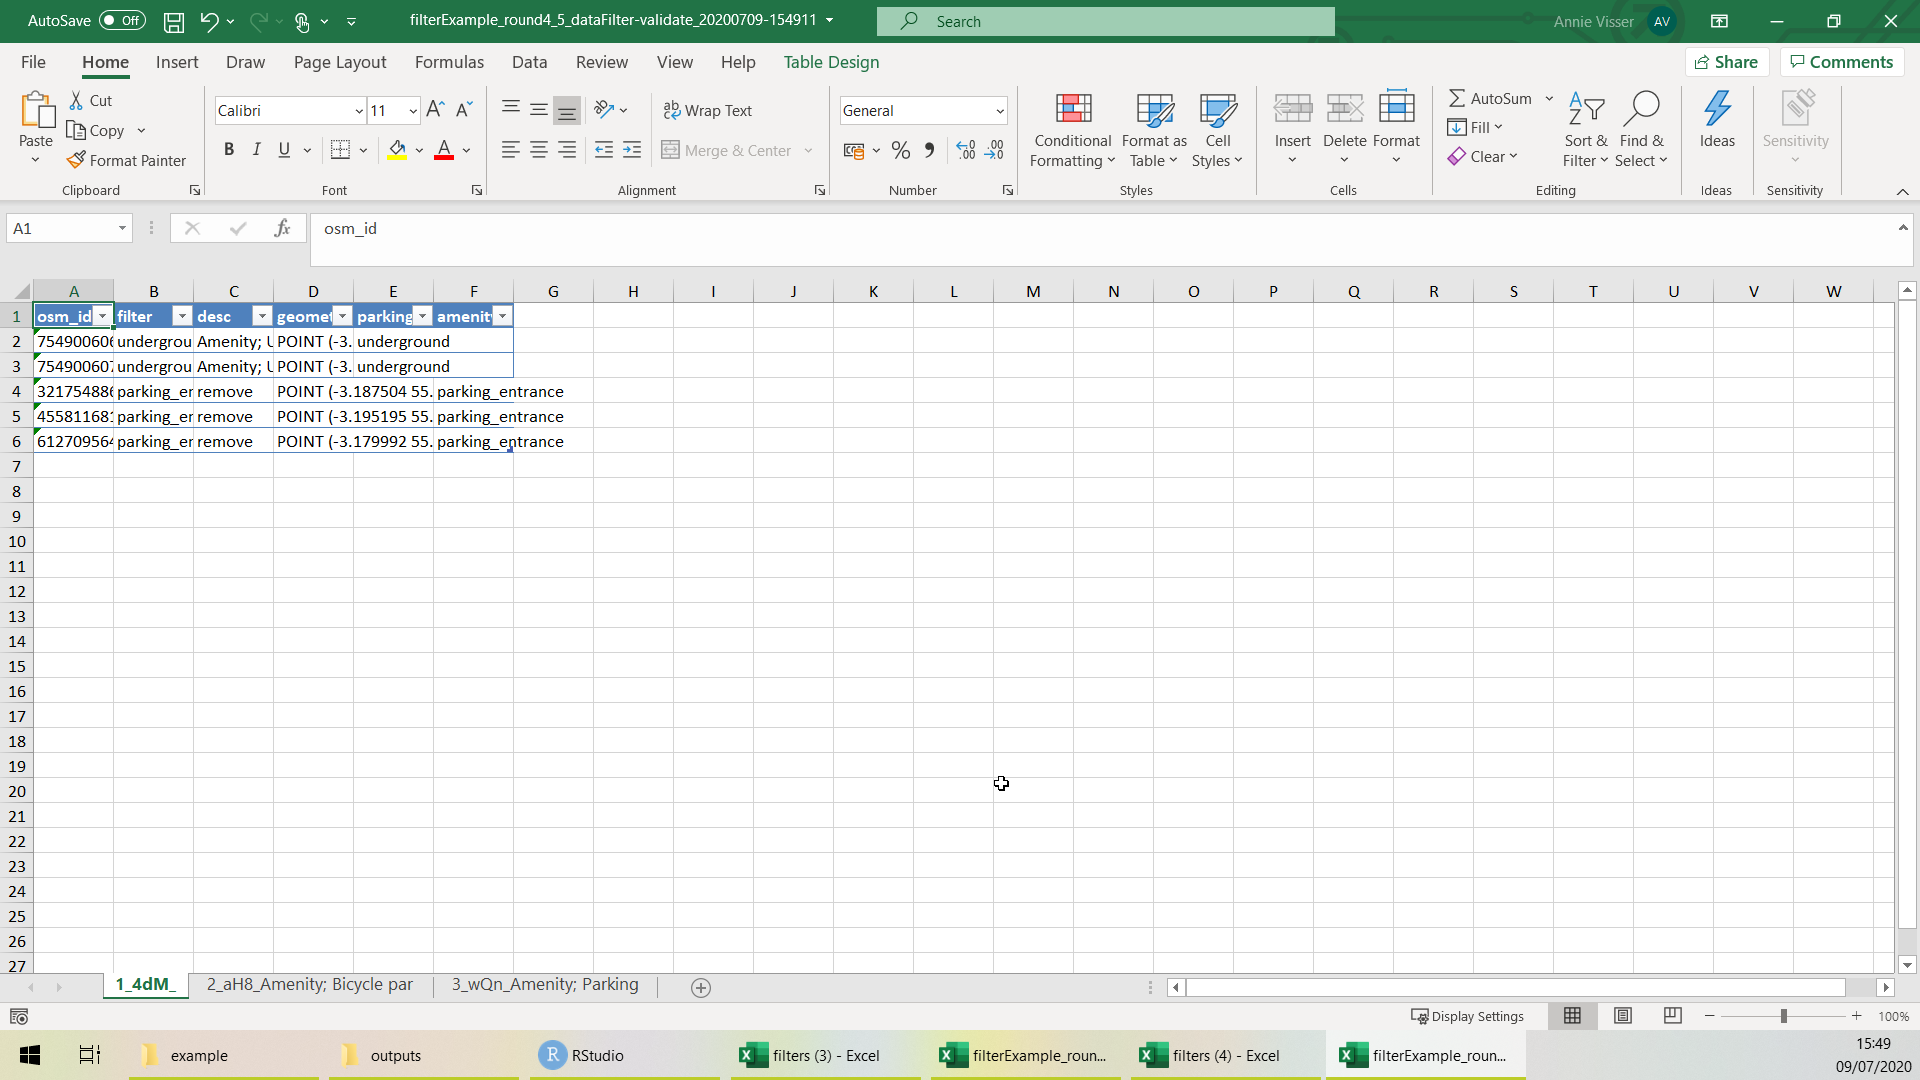 AutoSave Off filterExample_round4_5_dataFilter-validate_20200709-154911 Search Annie Visser AV
File Home Insert Draw Page Layout Formulas Data Review View Help Table Design Share Comments
Paste Cut Copy Format Painter Clipboard
Calibri 11 B I U A Font
Wrap Text Merge & Center Alignment
General % Number
Conditional Formatting Format as Table Cell Styles Styles
Insert Delete Format Cells
AutoSum Fill Clear Sort & Filter Find & Select Editing
Ideas Ideas
Sensitivity Sensitivity
A1 fx osm_id
A B C D E F G H I J K L M N O P Q R S T U V W
1 osm_id filter desc geomet parking amenit
2 754900606 undergrou Amenity; U POINT (-3. underground
3 754900607 undergrou Amenity; U POINT (-3. underground
4 321754886 parking_er remove POINT (-3.187504 55. parking_entrance
5 455811681 parking_er remove POINT (-3.195195 55. parking_entrance
6 612709564 parking_er remove POINT (-3.179992 55. parking_entrance
7
8
9
10
11
12
13
14
15
16
17
18
19
20
21
22
23
24
25
26
27
1_4dM_ 2_aH8_Amenity; Bicycle par 3_wQn_Amenity; Parking
Display Settings 100%
example outputs RStudio filters (3) - Excel filterExample_roun... filters (4) - Excel filterExample_roun... 15:49
09/07/2020